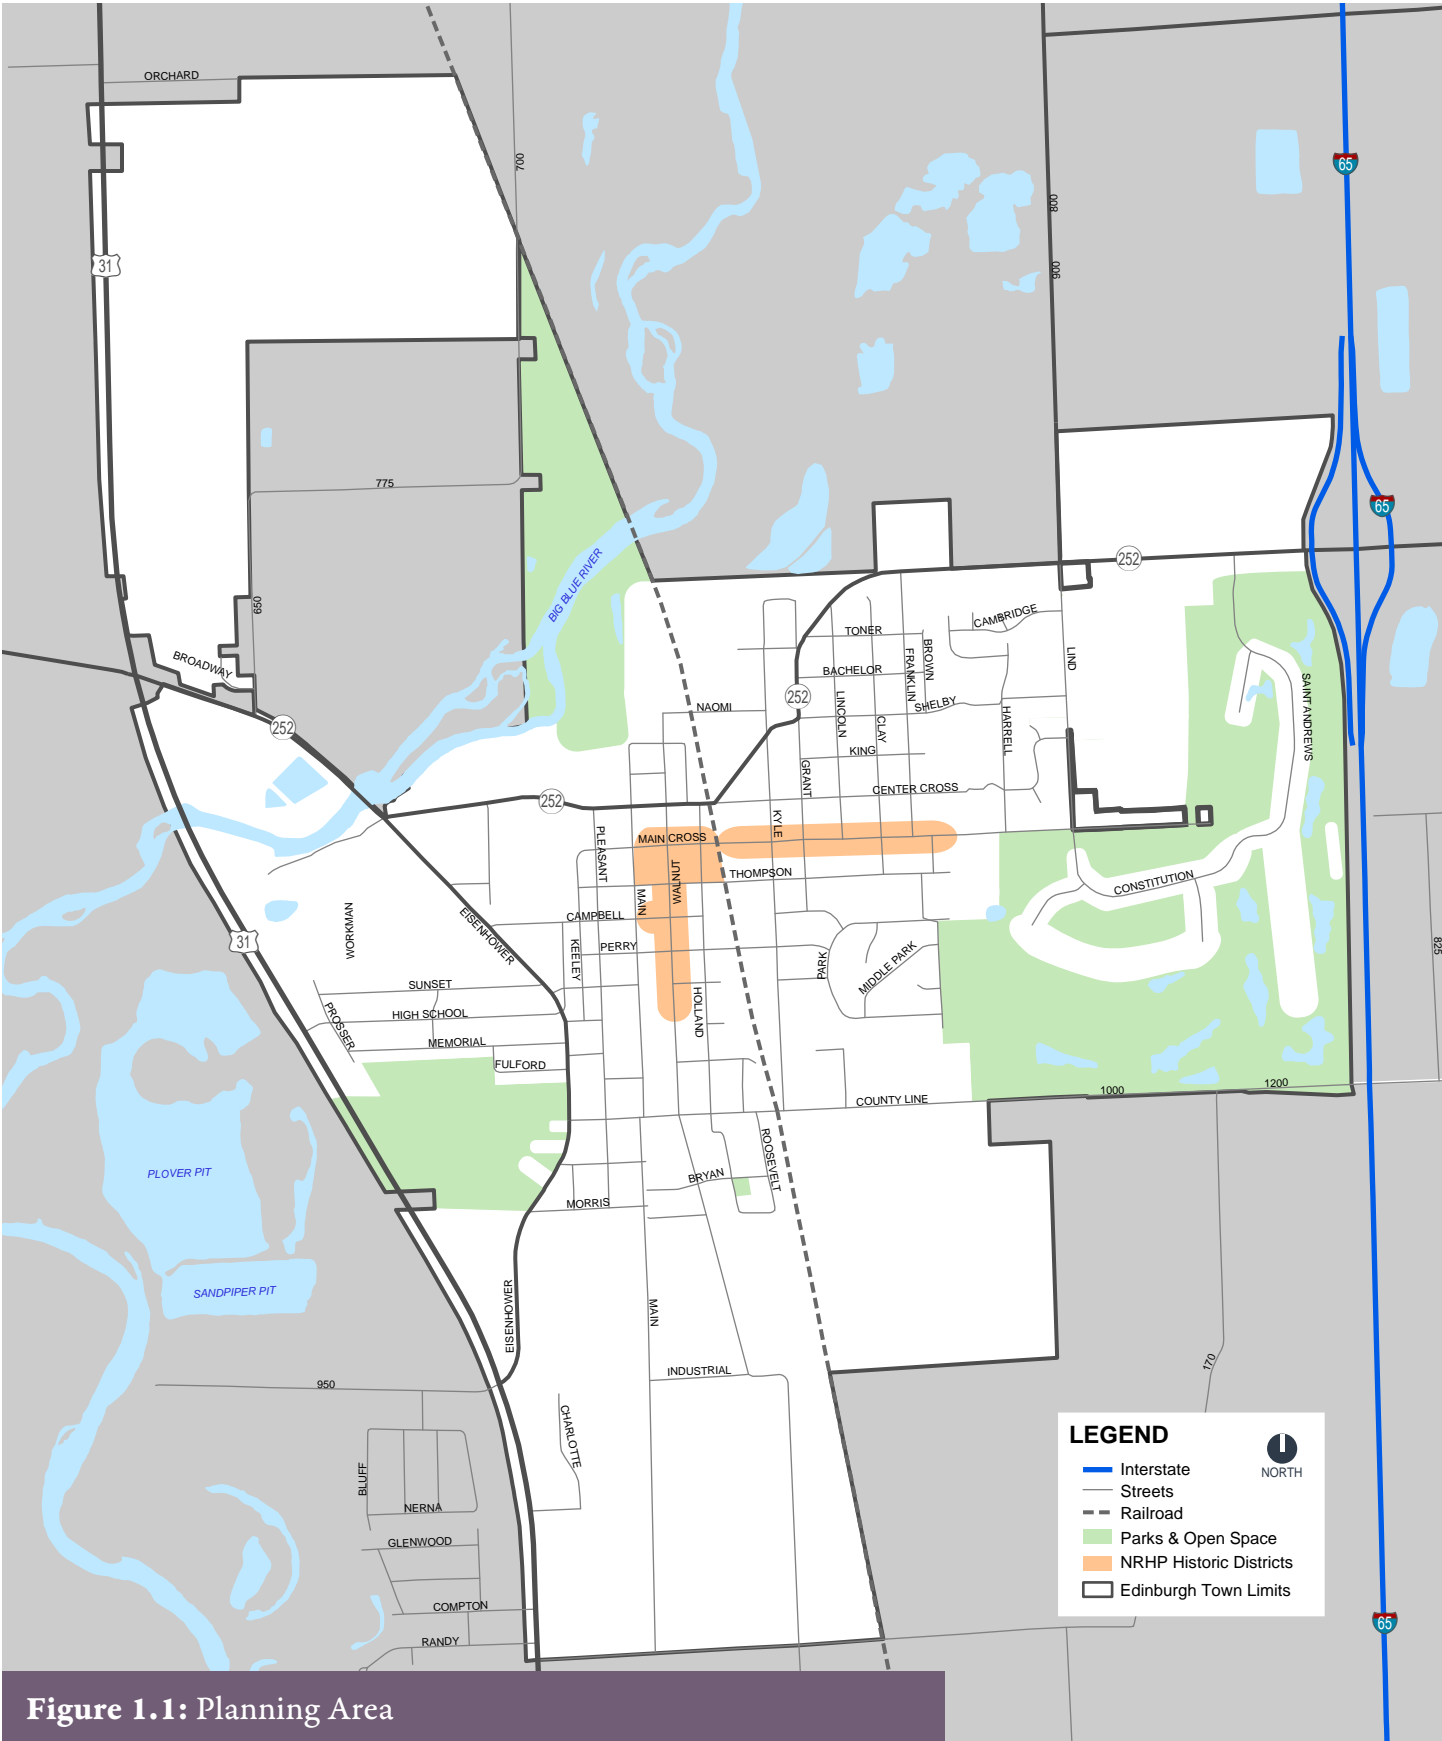 ORCHARD
700
65
800
900
31
775
65
252
BIG BLUE RIVER
650
CAMBRIDGE
TONER
BROWN
LIND
BROADWAY
BACHELOR
FRANKLIN
252
SAINT ANDREWS
NAOMI
LINCOLN
SHELBY
252
CLAY
HARRELL
KING
GRANT
CENTER CROSS
252
KYLE
PLEASANT
MAIN CROSS
WALNUT
THOMPSON
CONSTITUTION
MAIN
CAMPBELL
WORKMAN
EISENHOWER
31
825
KEELEY
PERRY
PARK
MIDDLE PARK
SUNSET
HOLLAND
PROSSER
HIGH SCHOOL
MEMORIAL
FULFORD
1200
1000
COUNTY LINE
ROOSEVELT
PLOVER PIT
BRYAN
MORRIS
SANDPIPER PIT
EISENHOWER
MAIN
170
INDUSTRIAL
950
CHARLOTTE
LEGEND
NORTH
Interstate
Streets
Railroad
Parks & Open Space
NRHP Historic Districts
Edinburgh Town Limits
BLUFF
NERNA
GLENWOOD
COMPTON
65
RANDY
Figure 1.1: Planning Area